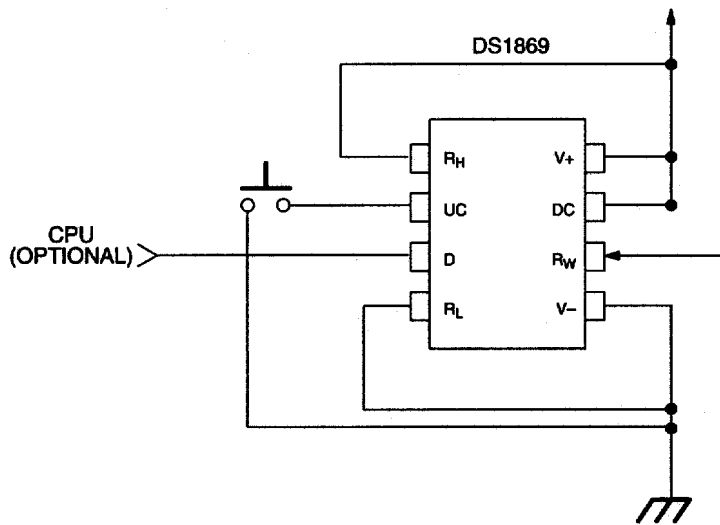 DS1869
RH V+
UC DC
CPU
(OPTIONAL)
D RW
RL V–